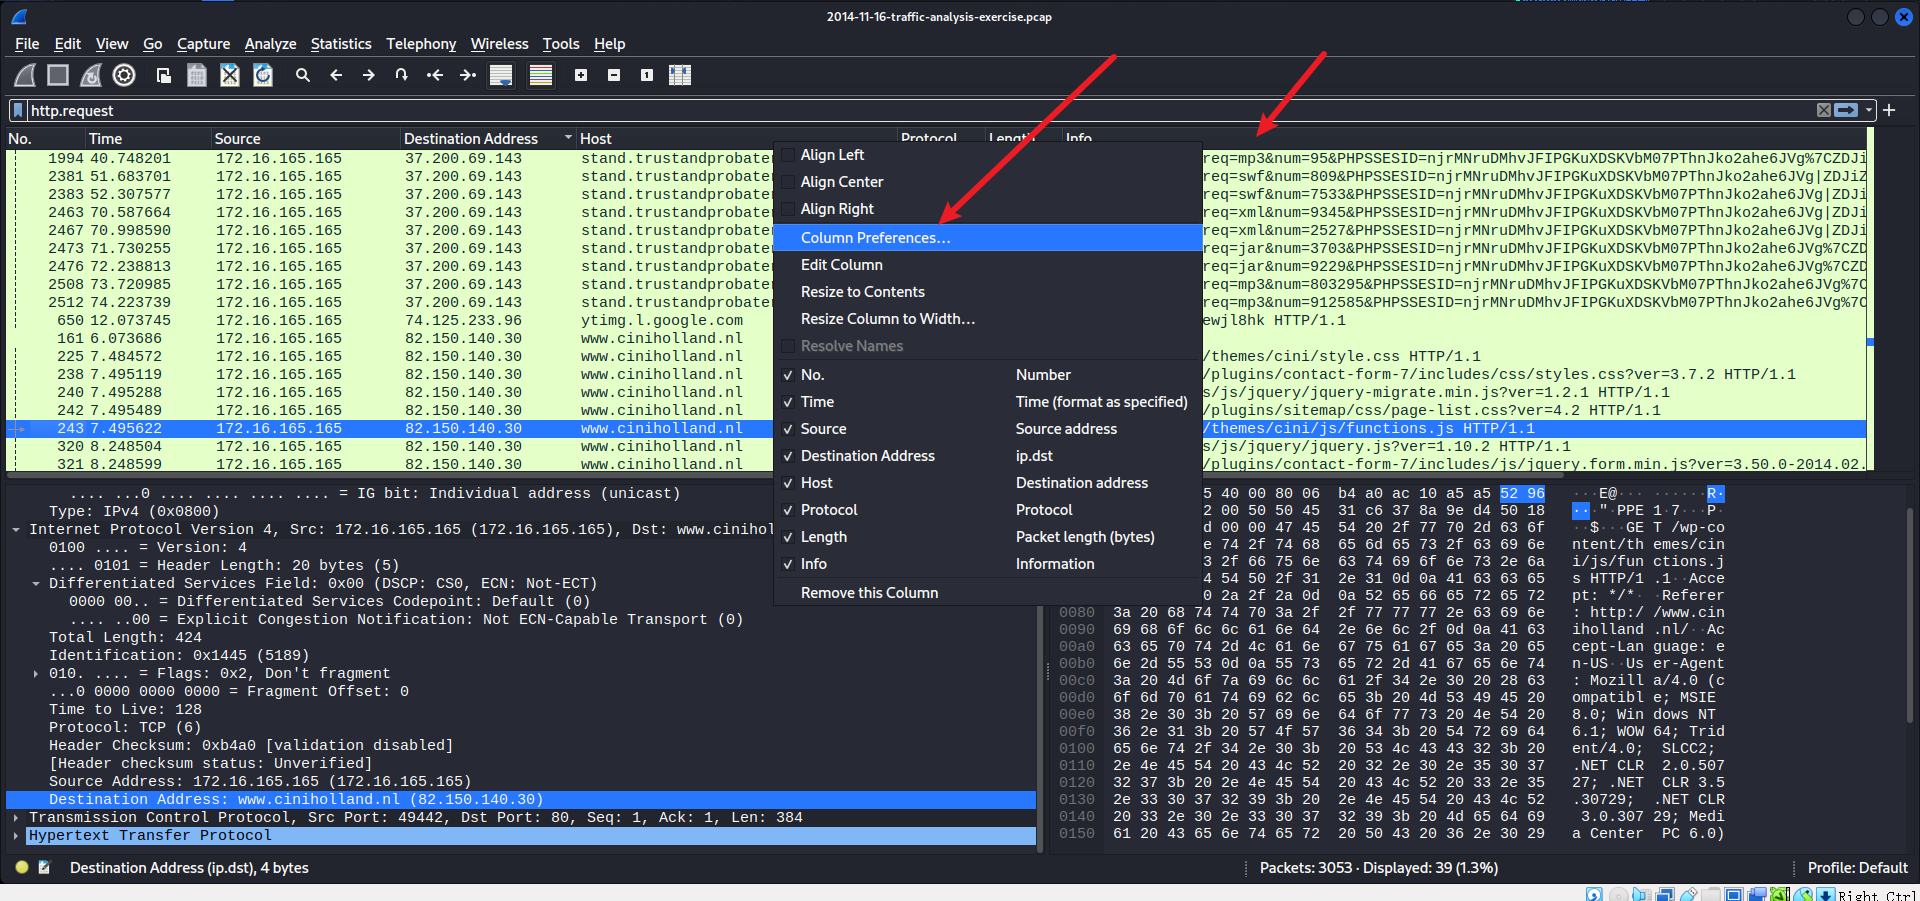 2014-11-16-traffic-analysis-exercise.pcap
File Edit View Go Capture Analyze Statistics Telephony Wireless Tools Help
http.request
No. Time Source Destination Address Host Protocol Length Info
1994 40.748201 172.16.165.165 37.200.69.143 stand.trustandprobater
req=mp3&num=95&PHPSSESID=njrMNruDMhvJFIPGKuXDSKVbM07PThnJko2ahe6JVg%7CZDJi
2381 51.683701 172.16.165.165 37.200.69.143 stand.trustandprobater
req=swf&num=809&PHPSSESID=njrMNruDMhvJFIPGKuXDSKVbM07PThnJko2ahe6JVg|ZDJiZ
2383 52.307577 172.16.165.165 37.200.69.143 stand.trustandprobater
req=swf&num=7533&PHPSSESID=njrMNruDMhvJFIPGKuXDSKVbM07PThnJko2ahe6JVg|ZDJi
2463 70.587664 172.16.165.165 37.200.69.143 stand.trustandprobater
req=xml&num=9345&PHPSSESID=njrMNruDMhvJFIPGKuXDSKVbM07PThnJko2ahe6JVg|ZDJi
2467 70.998590 172.16.165.165 37.200.69.143 stand.trustandprobater
req=xml&num=2527&PHPSSESID=njrMNruDMhvJFIPGKuXDSKVbM07PThnJko2ahe6JVg|ZDJi
2473 71.730255 172.16.165.165 37.200.69.143 stand.trustandprobater
req=jar&num=3703&PHPSSESID=njrMNruDMhvJFIPGKuXDSKVbM07PThnJko2ahe6JVg%7CZD
2476 72.238813 172.16.165.165 37.200.69.143 stand.trustandprobater
req=jar&num=9229&PHPSSESID=njrMNruDMhvJFIPGKuXDSKVbM07PThnJko2ahe6JVg%7CZD
2508 73.720985 172.16.165.165 37.200.69.143 stand.trustandprobater
req=mp3&num=803295&PHPSSESID=njrMNruDMhvJFIPGKuXDSKVbM07PThnJko2ahe6JVg%7C
2512 74.223739 172.16.165.165 37.200.69.143 stand.trustandprobater
req=mp3&num=912585&PHPSSESID=njrMNruDMhvJFIPGKuXDSKVbM07PThnJko2ahe6JVg%7C
650 12.073745 172.16.165.165 74.125.233.96 ytimg.l.google.com
ewjl8hk HTTP/1.1
161 6.073686 172.16.165.165 82.150.140.30 www.ciniholland.nl
225 7.484572 172.16.165.165 82.150.140.30 www.ciniholland.nl
/themes/cini/style.css HTTP/1.1
238 7.495119 172.16.165.165 82.150.140.30 www.ciniholland.nl
/plugins/contact-form-7/includes/css/styles.css?ver=3.7.2 HTTP/1.1
240 7.495288 172.16.165.165 82.150.140.30 www.ciniholland.nl
/js/jquery/jquery-migrate.min.js?ver=1.2.1 HTTP/1.1
242 7.495489 172.16.165.165 82.150.140.30 www.ciniholland.nl
/plugins/sitemap/css/page-list.css?ver=4.2 HTTP/1.1
243 7.495622 172.16.165.165 82.150.140.30 www.ciniholland.nl
/themes/cini/js/functions.js HTTP/1.1
320 8.248504 172.16.165.165 82.150.140.30 www.ciniholland.nl
/js/jquery/jquery.js?ver=1.10.2 HTTP/1.1
321 8.248599 172.16.165.165 82.150.140.30 www.ciniholland.nl
/plugins/contact-form-7/includes/js/jquery.form.min.js?ver=3.50.0-2014.02.
Align Left
Align Center
Align Right
Column Preferences…
Edit Column
Resize to Contents
Resize Column to Width…
Resolve Names
✓ No. Number
✓ Time Time (format as specified)
✓ Source Source address
✓ Destination Address ip.dst
✓ Host Destination address
✓ Protocol Protocol
✓ Length Packet length (bytes)
✓ Info Information
Remove this Column
.... ...0 .... .... .... .... = IG bit: Individual address (unicast)
Type: IPv4 (0x0800)
Internet Protocol Version 4, Src: 172.16.165.165 (172.16.165.165), Dst: www.cinihol
0100 .... = Version: 4
.... 0101 = Header Length: 20 bytes (5)
Differentiated Services Field: 0x00 (DSCP: CS0, ECN: Not-ECT)
0000 00.. = Differentiated Services Codepoint: Default (0)
.... ..00 = Explicit Congestion Notification: Not ECN-Capable Transport (0)
Total Length: 424
Identification: 0x1445 (5189)
010. .... = Flags: 0x2, Don't fragment
...0 0000 0000 0000 = Fragment Offset: 0
Time to Live: 128
Protocol: TCP (6)
Header Checksum: 0xb4a0 [validation disabled]
[Header checksum status: Unverified]
Source Address: 172.16.165.165 (172.16.165.165)
Destination Address: www.ciniholland.nl (82.150.140.30)
Transmission Control Protocol, Src Port: 49442, Dst Port: 80, Seq: 1, Ack: 1, Len: 384
Hypertext Transfer Protocol
5 40 00 80 06 b4 a0 ac 10 a5 a5 52 96 ···E@··· ······R·
2 00 50 50 45 31 c6 37 8a 9e d4 50 18 ···"·PPE 1·7···P·
d 00 00 47 45 54 20 2f 77 70 2d 63 6f ··$···GE T /wp-co
e 74 2f 74 68 65 6d 65 73 2f 63 69 6e ntent/th emes/cin
3 2f 66 75 6e 63 74 69 6f 6e 73 2e 6a i/js/fun ctions.j
4 54 50 2f 31 2e 31 0d 0a 41 63 63 65 s HTTP/1 .1··Acce
0 2a 2f 2a 0d 0a 52 65 66 65 72 65 72 pt: */*· ·Referer
0080 3a 20 68 74 74 70 3a 2f 2f 77 77 77 2e 63 69 6e : http:/ /www.cin
0090 69 68 6f 6c 6c 61 6e 64 2e 6e 6c 2f 0d 0a 41 63 iholland .nl/··Ac
00a0 63 65 70 74 2d 4c 61 6e 67 75 61 67 65 3a 20 65 cept-Lan guage: e
00b0 6e 2d 55 53 0d 0a 55 73 65 72 2d 41 67 65 6e 74 n-US··Us er-Agent
00c0 3a 20 4d 6f 7a 69 6c 6c 61 2f 34 2e 30 20 28 63 : Mozill a/4.0 (c
00d0 6f 6d 70 61 74 69 62 6c 65 3b 20 4d 53 49 45 20 ompatibl e; MSIE
00e0 38 2e 30 3b 20 57 69 6e 64 6f 77 73 20 4e 54 20 8.0; Win dows NT
00f0 36 2e 31 3b 20 57 4f 57 36 34 3b 20 54 72 69 64 6.1; WOW 64; Trid
0100 65 6e 74 2f 34 2e 30 3b 20 53 4c 43 43 32 3b 20 ent/4.0; SLCC2;
0110 2e 4e 45 54 20 43 4c 52 20 32 2e 30 2e 35 30 37 .NET CLR 2.0.507
0120 32 37 3b 20 2e 4e 45 54 20 43 4c 52 20 33 2e 35 27; .NET CLR 3.5
0130 2e 33 30 37 32 39 3b 20 2e 4e 45 54 20 43 4c 52 .30729; .NET CLR
0140 20 33 2e 30 2e 33 30 37 32 39 3b 20 4d 65 64 69 3.0.307 29; Medi
0150 61 20 43 65 6e 74 65 72 20 50 43 20 36 2e 30 29 a Center PC 6.0)
Destination Address (ip.dst), 4 bytes
Packets: 3053 · Displayed: 39 (1.3%)
Profile: Default
Right Ctrl